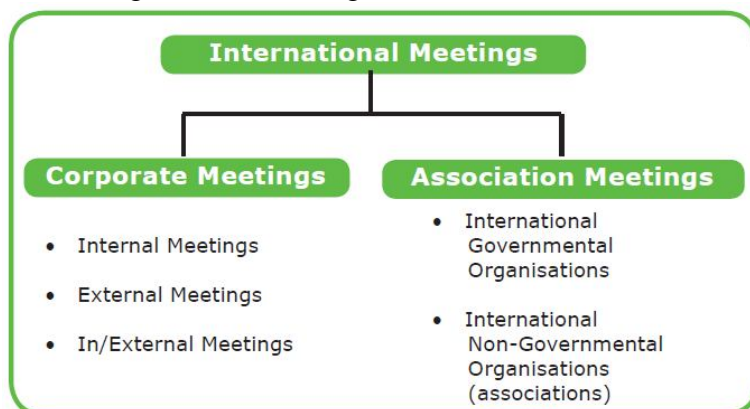 International Meetings
Corporate Meetings
• Internal Meetings
• External Meetings
• In/External Meetings
Association Meetings
• International
Governmental
Organisations
• International
Non-Governmental
Organisations
(associations)